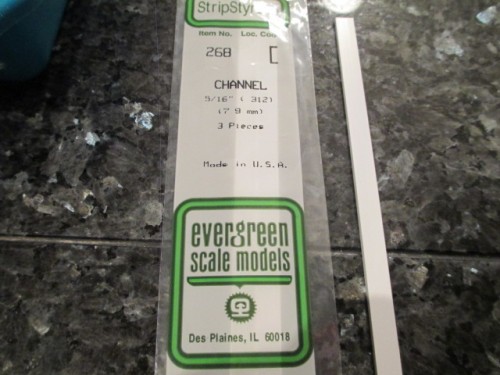 StripStyrene
Item No. Loc. Code
268
CHANNEL
5/16" (.312)
(7.9 mm)
3 Pieces
Made in U.S.A.
evergreen
scale models
Des Plaines, IL 60018